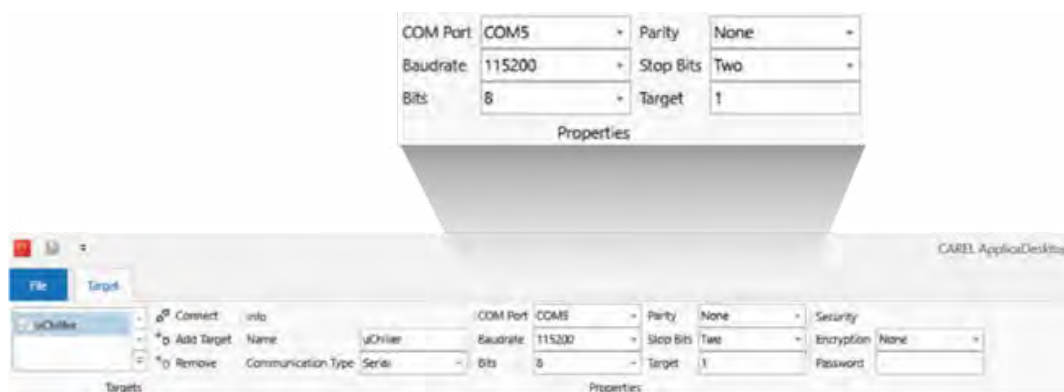 COM Port COM5 Parity None
Baudrate 115200 Stop Bits Two
Bits 8 Target 1
Properties
CAREL ApplicaDesktop
File Target
uChiller Connect Info COM Port COM5 Parity None Security
Add Target Name uChiller Baudrate 115200 Stop Bits Two Encryption None
Remove Communication Type Serial Bits 8 Target 1 Password
Targets Properties